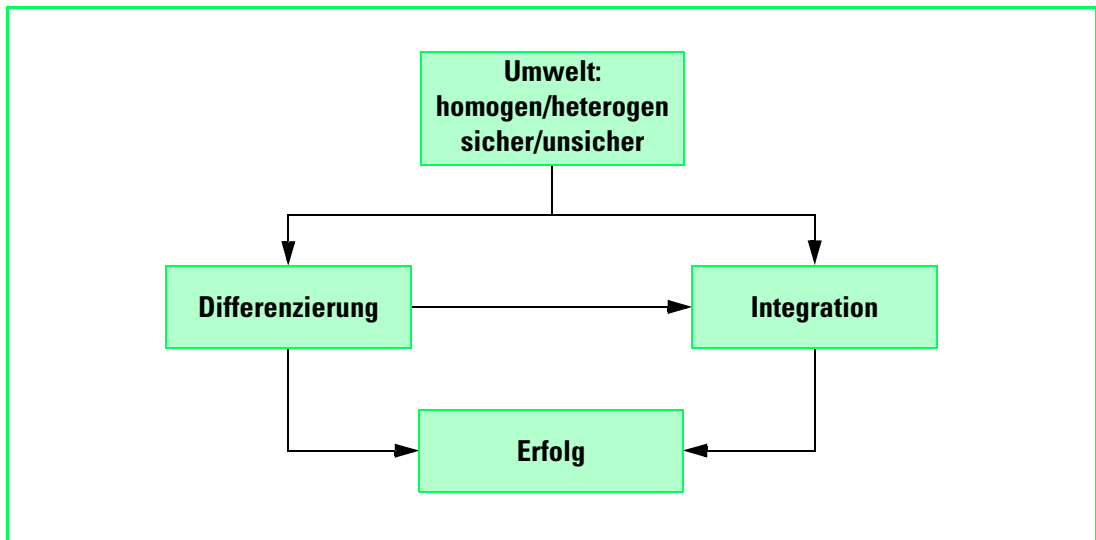 Umwelt:
homogen/heterogen
sicher/unsicher
Differenzierung
Integration
Erfolg